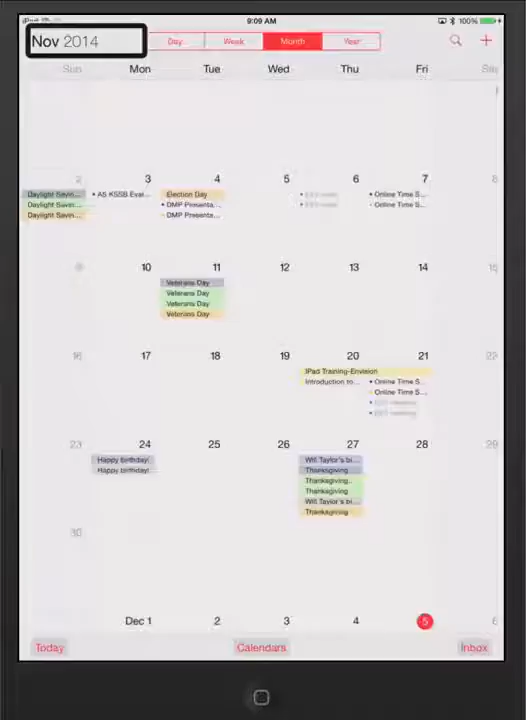 iPad
9:09 AM
100%
Nov 2014
Day Week Month Year
Sun Mon Tue Wed Thu Fri Sat
1
2 3 4 5 6 7 8
Daylight Savin... • AS KSSB Eval... Election Day • Online Time S...
Daylight Savin... • DMP Presenta... • Online Time S...
Daylight Savin... • DMP Presenta...
9 10 11 12 13 14 15
Veterans Day
Veterans Day
Veterans Day
Veterans Day
16 17 18 19 20 21 22
iPad Training-Envision
Introduction to... • Online Time S...
• Online Time S...
23 24 25 26 27 28 29
Happy birthday! Will Taylor's bi...
Happy birthday! Thanksgiving
Thanksgiving
Thanksgiving
Will Taylor's bi...
Thanksgiving
30
Dec 1 2 3 4 5 6
Today Calendars Inbox